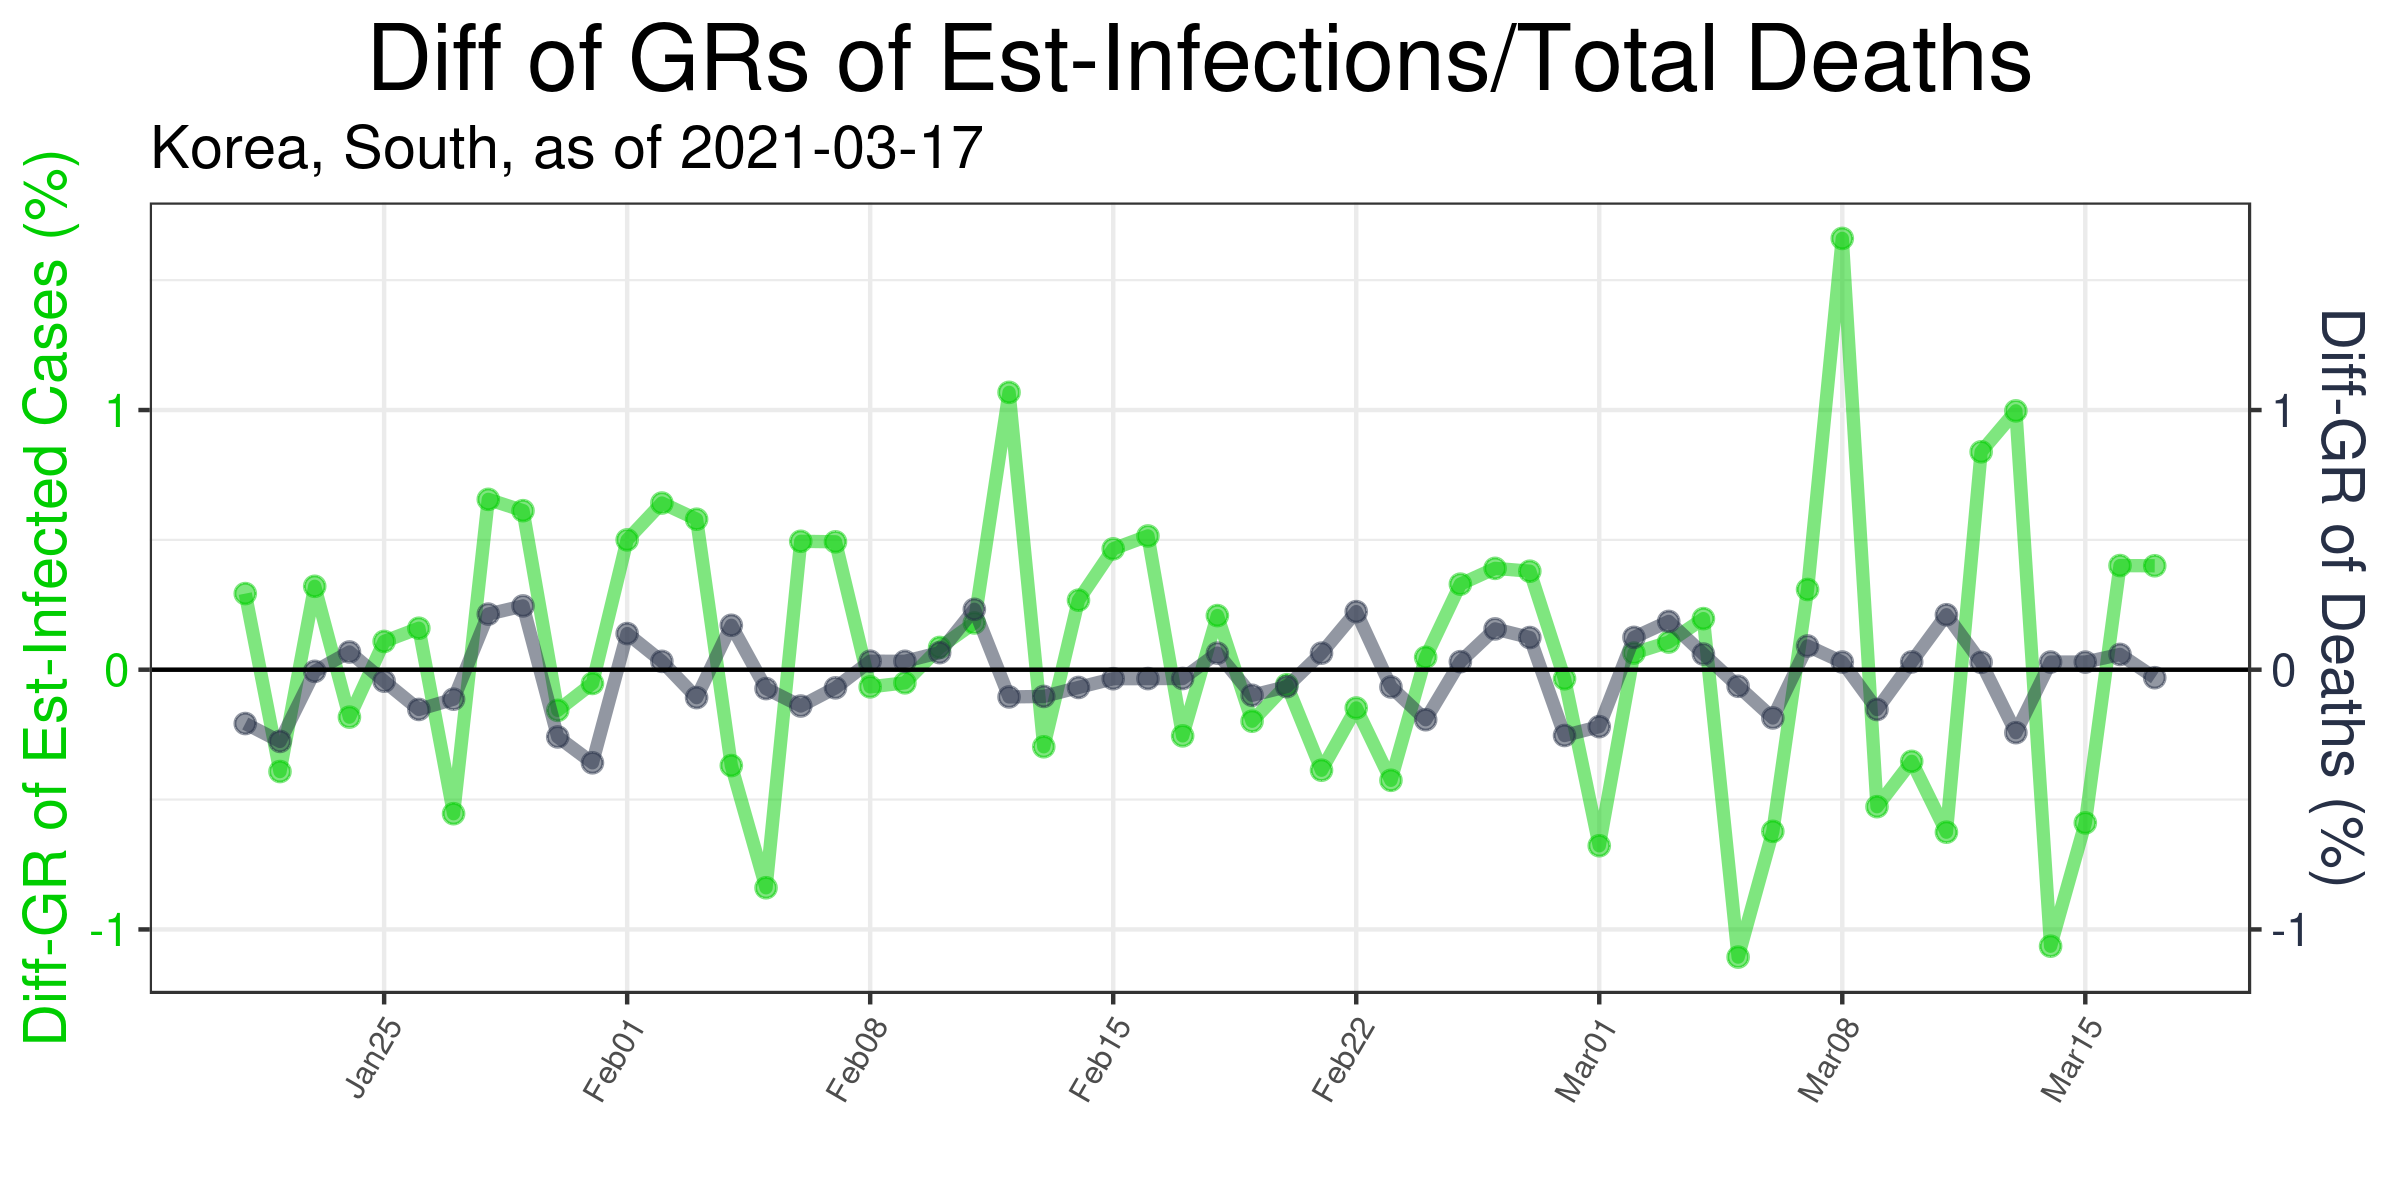 Diff of GRs of Est-Infections/Total Deaths
Korea, South, as of 2021-03-17
Diff-GR of Est-Infected Cases (%)
1
0
-1
1
0
-1
Diff-GR of Deaths (%)
Jan25
Feb01
Feb08
Feb15
Feb22
Mar01
Mar08
Mar15